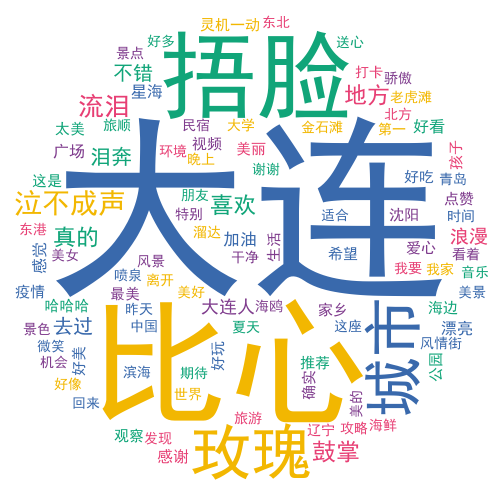 灵机一动
东北
好多
捂脸
送心
景点
不错
打卡
骄傲
星海
地方
老虎滩
流泪
北方
太美
旅顺
民宿
大学
金石滩
第一
好看
广场
泪奔
环境
视频
晚上
美丽
孩子
大连
谢谢
这是
朋友
好吃
青岛
泣不成声
特别
喜欢
适合
沈阳
点赞
时间
东港
真的
溜达
加油
生活
希望
爱心
浪漫
看着
感觉
美女
风景
干净
喷泉
离开
我要
我家
音乐
疫情
最美
美好
美景
哈哈哈
昨天
大连人
海鸥
家乡
城市
海边
景色
去过
中国
比心
夏天
这座
漂亮
微笑
好美
风情街
机会
滨海
期待
好玩
推荐
公园
好像
世界
确实
美的
回来
旅游
观察
发现
玫瑰
辽宁
攻略
海鲜
感谢
鼓掌